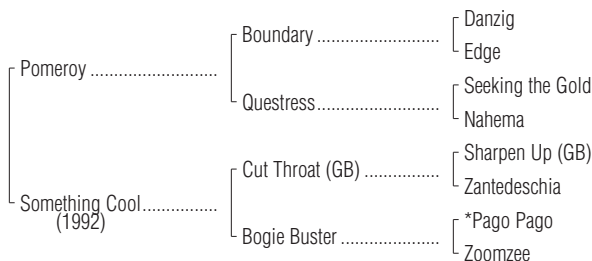 Danzig
Boundary ..........................
Edge
Pomeroy ...........................
Seeking the Gold
Questress..........................
Nahema
Sharpen Up (GB)
Cut Throat (GB) ................
Zantedeschia
Something Cool................
(1992)
*Pago Pago
Bogie Buster .....................
Zoomzee